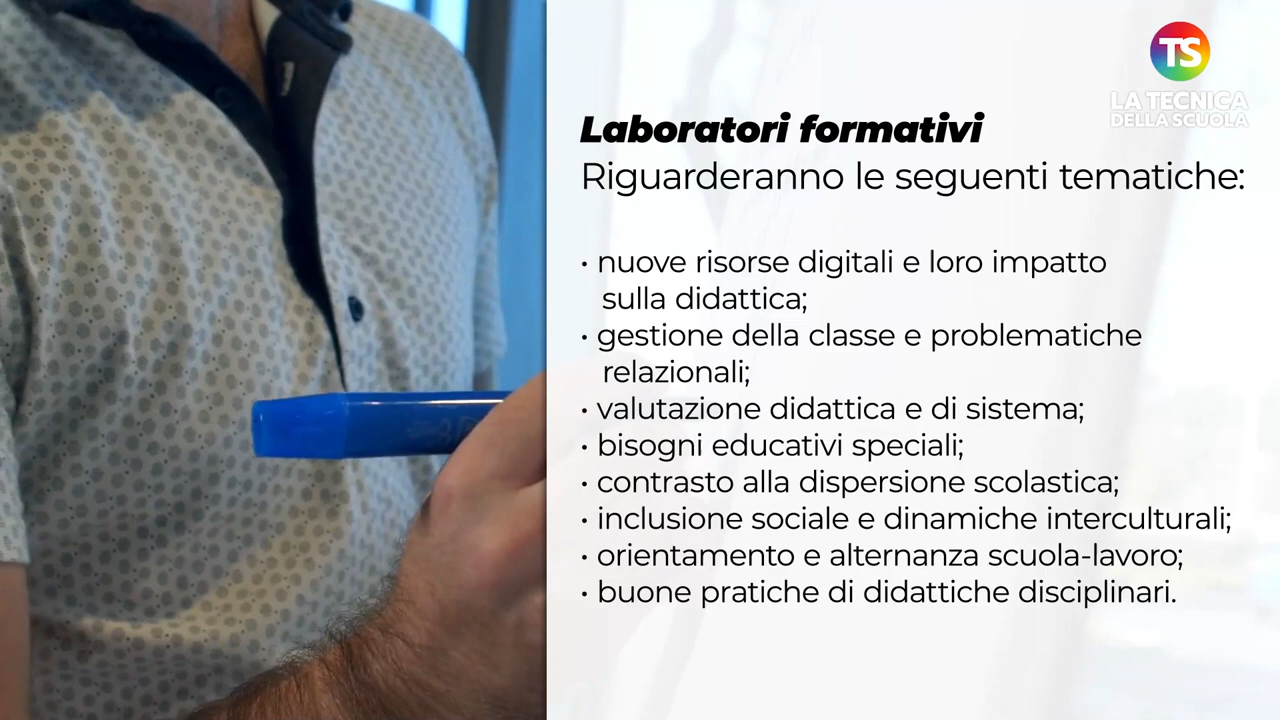 TS
LA TECNICA
DELLA SCUOLA
Laboratori formativi
Riguarderanno le seguenti tematiche:
• nuove risorse digitali e loro impatto
sulla didattica;
• gestione della classe e problematiche
relazionali;
• valutazione didattica e di sistema;
• bisogni educativi speciali;
• contrasto alla dispersione scolastica;
• inclusione sociale e dinamiche interculturali;
• orientamento e alternanza scuola-lavoro;
• buone pratiche di didattiche disciplinari.